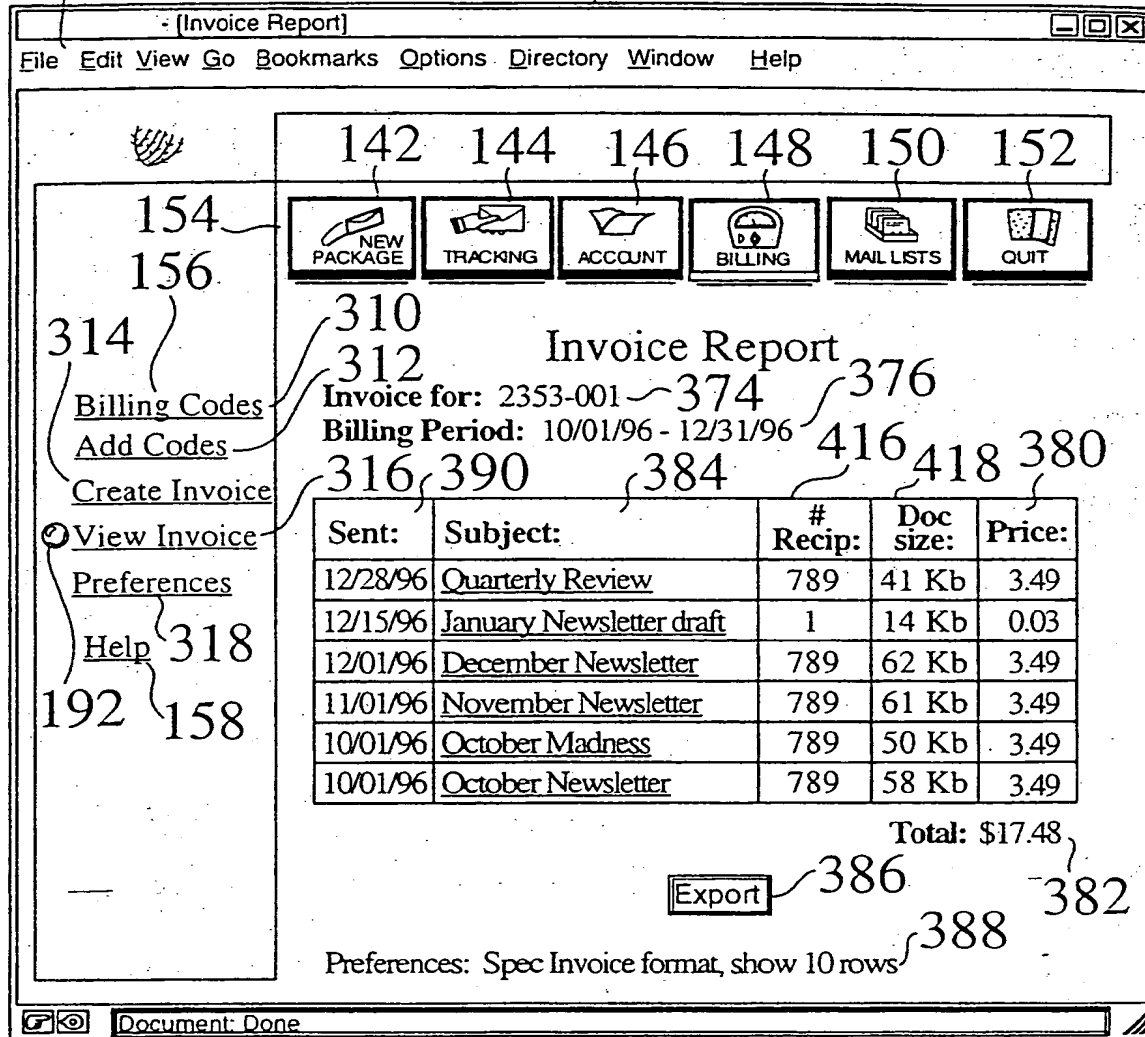 - [Invoice Report]
File Edit View Go Bookmarks Options Directory Window Help
142 144 146 148 150 152
154
NEW PACKAGE TRACKING ACCOUNT BILLING MAIL LISTS QUIT
156
310
314
Invoice Report
312
Invoice for: 2353-001 374 376
Billing Codes
Billing Period: 10/01/96 - 12/31/96
Add Codes
416 418 380
316 390 384
Create Invoice
Sent: Subject: # Recip: Doc size: Price:
View Invoice
12/28/96 Quarterly Review 789 41 Kb 3.49
Preferences
12/15/96 January Newsletter draft 1 14 Kb 0.03
Help 318
12/01/96 December Newsletter 789 62 Kb 3.49
192 158
11/01/96 November Newsletter 789 61 Kb 3.49
10/01/96 October Madness 789 50 Kb 3.49
10/01/96 October Newsletter 789 58 Kb 3.49
Total: $17.48
386 382
Export
388
Preferences: Spec Invoice format, show 10 rows
Document: Done